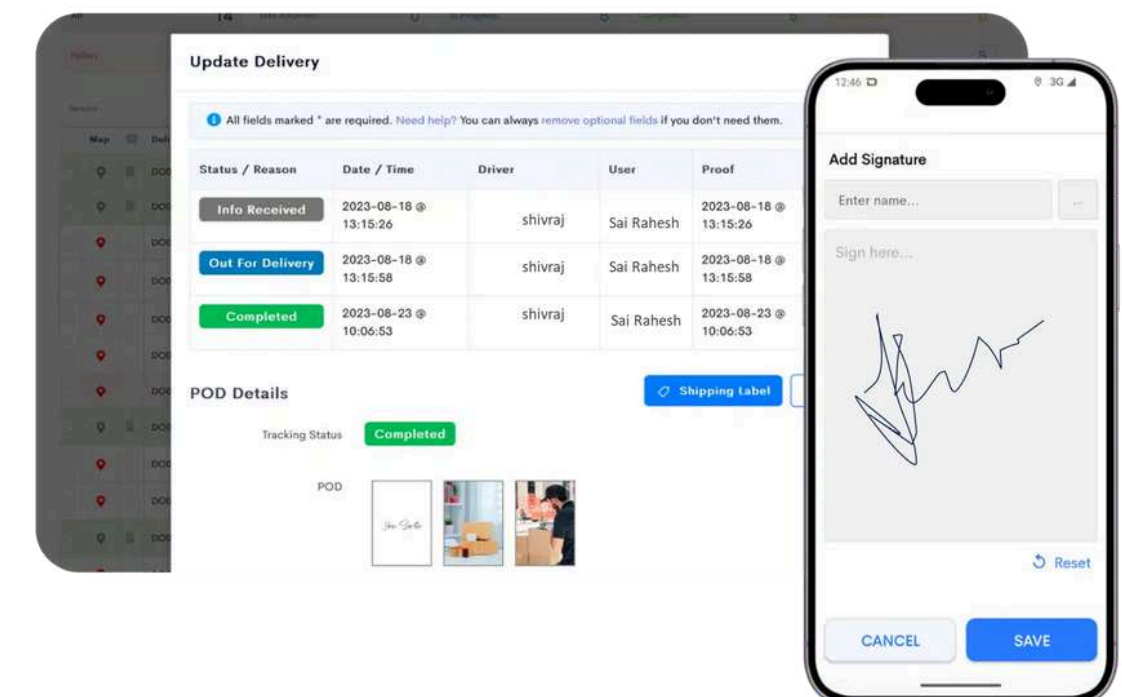 All
14
0
8
Update Delivery
All fields marked * are required. Need help? You can always remove optional fields if you don't need them.
Map
Status / Reason Date / Time Driver User Proof
Info Received 2023-08-18 @ 13:15:26 shivraj Sai Rahesh 2023-08-18 @ 13:15:26
Out For Delivery 2023-08-18 @ 13:15:58 shivraj Sai Rahesh 2023-08-18 @ 13:15:58
Completed 2023-08-23 @ 10:06:53 shivraj Sai Rahesh 2023-08-23 @ 10:06:53
POD Details
Shipping Label
Tracking Status Completed
POD
12:46 3G
Add Signature
Enter name...
...
Sign here...
Reset
CANCEL SAVE